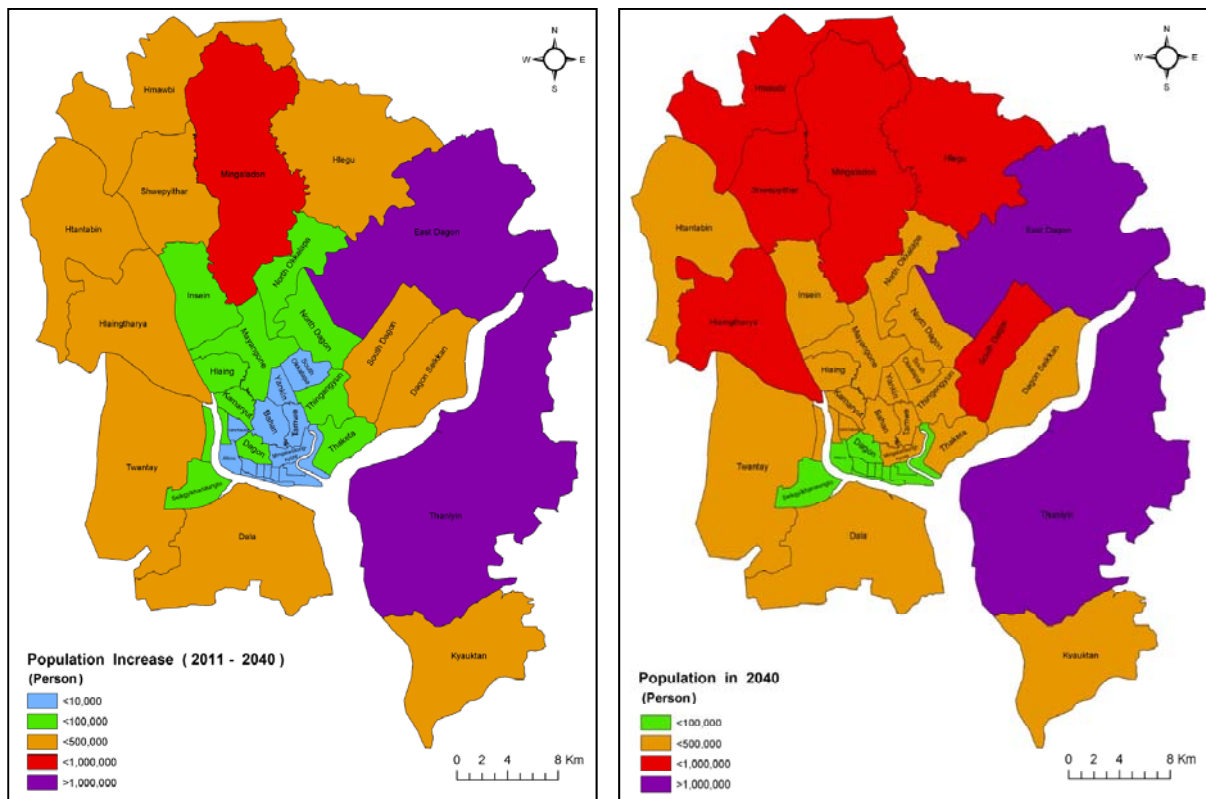 N
W E
S
Hmawbi
Mingaladon
Hlegu
Shwepyithar
Htantabin
East Dagon
North Okkalapa
Insein
Hlaingtharya
North Dagon
Mayangone
South Dagon
Dagon Seikkan
Hlaing
South Okkalapa
Yankin
Thingangyun
Kamaryut
Bahan
Tamwe
Thaketa
Dagon
Twantay
Seikgyikhanaungto
Thanlyin
Dala
Kyauktan
Population Increase ( 2011 - 2040 )
(Person)
<10,000
<100,000
<500,000
<1,000,000
>1,000,000
0 2 4 8 Km
N
W E
S
Hmawbi
Mingaladon
Hlegu
Shwepyithar
Htantabin
East Dagon
North Okkalapa
Insein
Hlaingtharya
North Dagon
Mayangone
South Dagon
Dagon Seikkan
Hlaing
South Okkalapa
Yankin
Thingangyun
Kamaryut
Bahan
Tamwe
Thaketa
Dagon
Twantay
Seikgyikhanaungto
Thanlyin
Dala
Kyauktan
Population in 2040
(Person)
<100,000
<500,000
<1,000,000
>1,000,000
0 2 4 8 Km